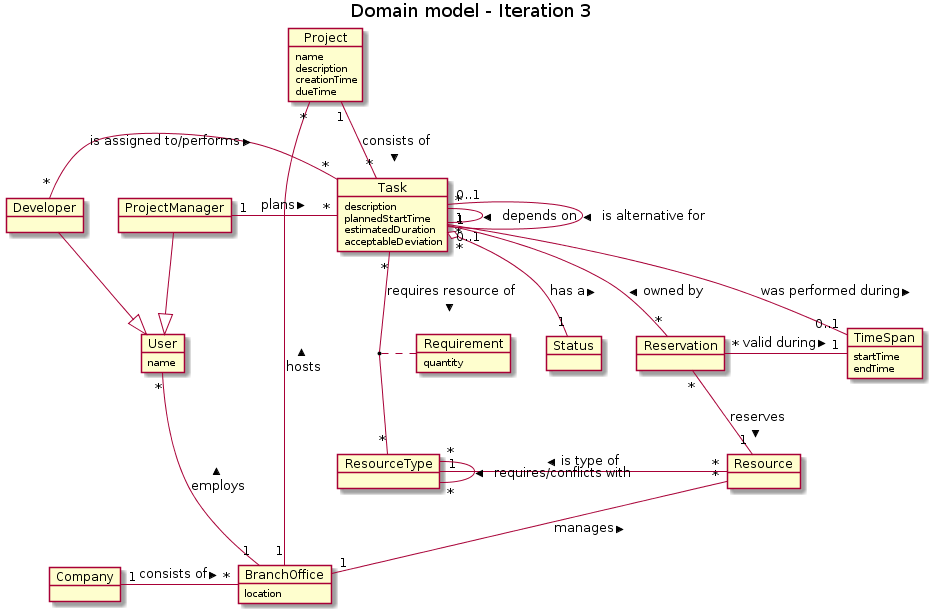 Domain model - Iteration 3
Project
name
description
creationTime
dueTime
* 1
is assigned to/performs
consists of
* *
*
Task
description
plannedStartTime
estimatedDuration
acceptableDeviation
Developer
ProjectManager
1 plans *
0..1
*
1 depends on is alternative for
*
0..1
*
* requires resource of
has a
owned by
was performed during
1 * 0..1
User
name
Requirement
quantity
Status
Reservation
* valid during 1
TimeSpan
startTime
endTime
hosts
*
*
reserves
* * 1
ResourceType
1 is type of *
requires/conflicts with *
*
Resource
employs
manages
1 1 1
Company
1 consists of *
BranchOffice
location